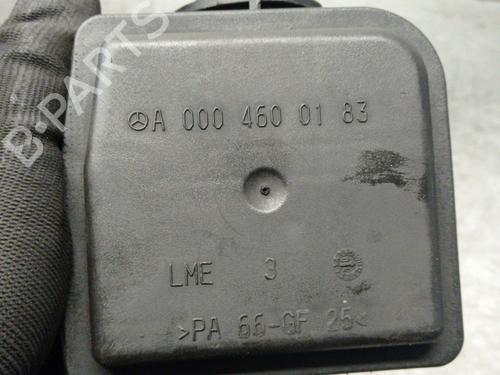 A 000 460 01 83
LME 3
>PA 66-GF 25<
B-PARTS